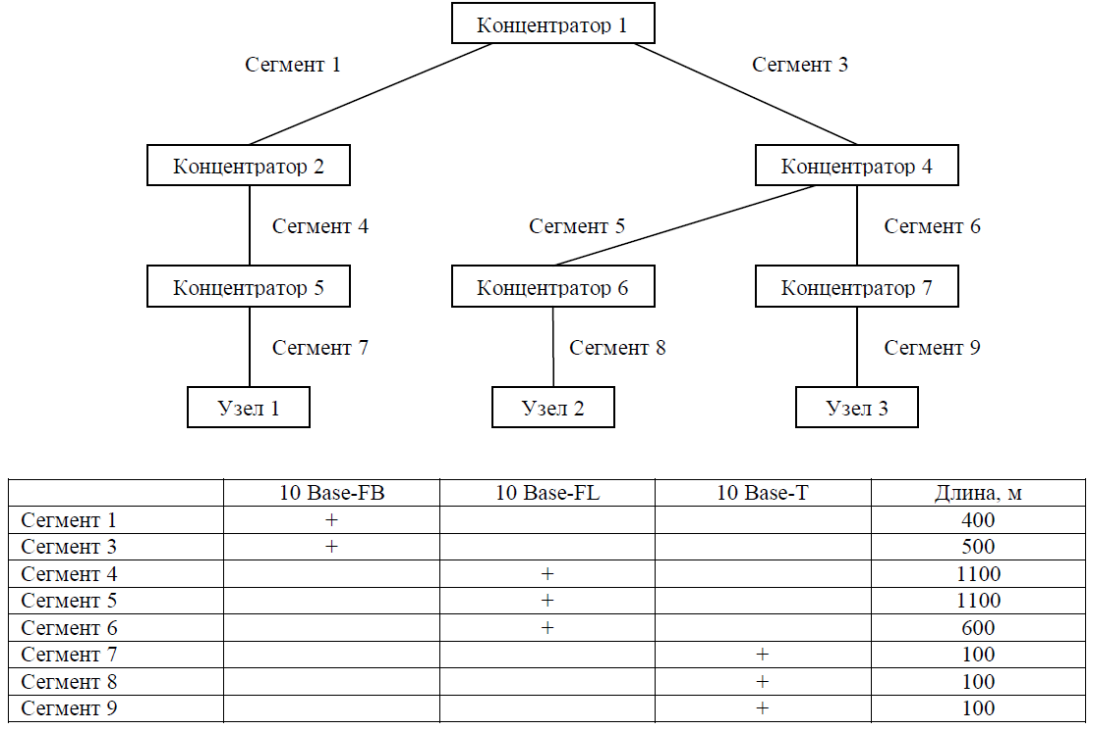 Концентратор 1
Сегмент 1
Сегмент 3
Концентратор 2
Концентратор 4
Сегмент 4
Сегмент 5
Сегмент 6
Концентратор 5
Концентратор 6
Концентратор 7
Сегмент 7
Сегмент 8
Сегмент 9
Узел 1
Узел 2
Узел 3
10 Base-FB 10 Base-FL 10 Base-T Длина, м
Сегмент 1 + 400
Сегмент 3 + 500
Сегмент 4 + 1100
Сегмент 5 + 1100
Сегмент 6 + 600
Сегмент 7 + 100
Сегмент 8 + 100
Сегмент 9 + 100